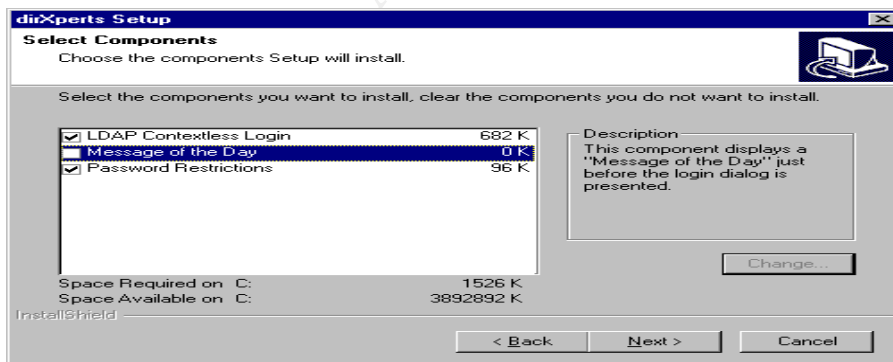 dirXperts Setup
Select Components
Choose the components Setup will install.
Select the components you want to install, clear the components you do not want to install.
LDAP Contextless Login 682 K
Message of the Day 0 K
Password Restrictions 96 K
Description
This component displays a
"Message of the Day" just
before the login dialog is
presented.
Change...
Space Required on C: 1526 K
Space Available on C: 3892892 K
InstallShield
< Back Next > Cancel